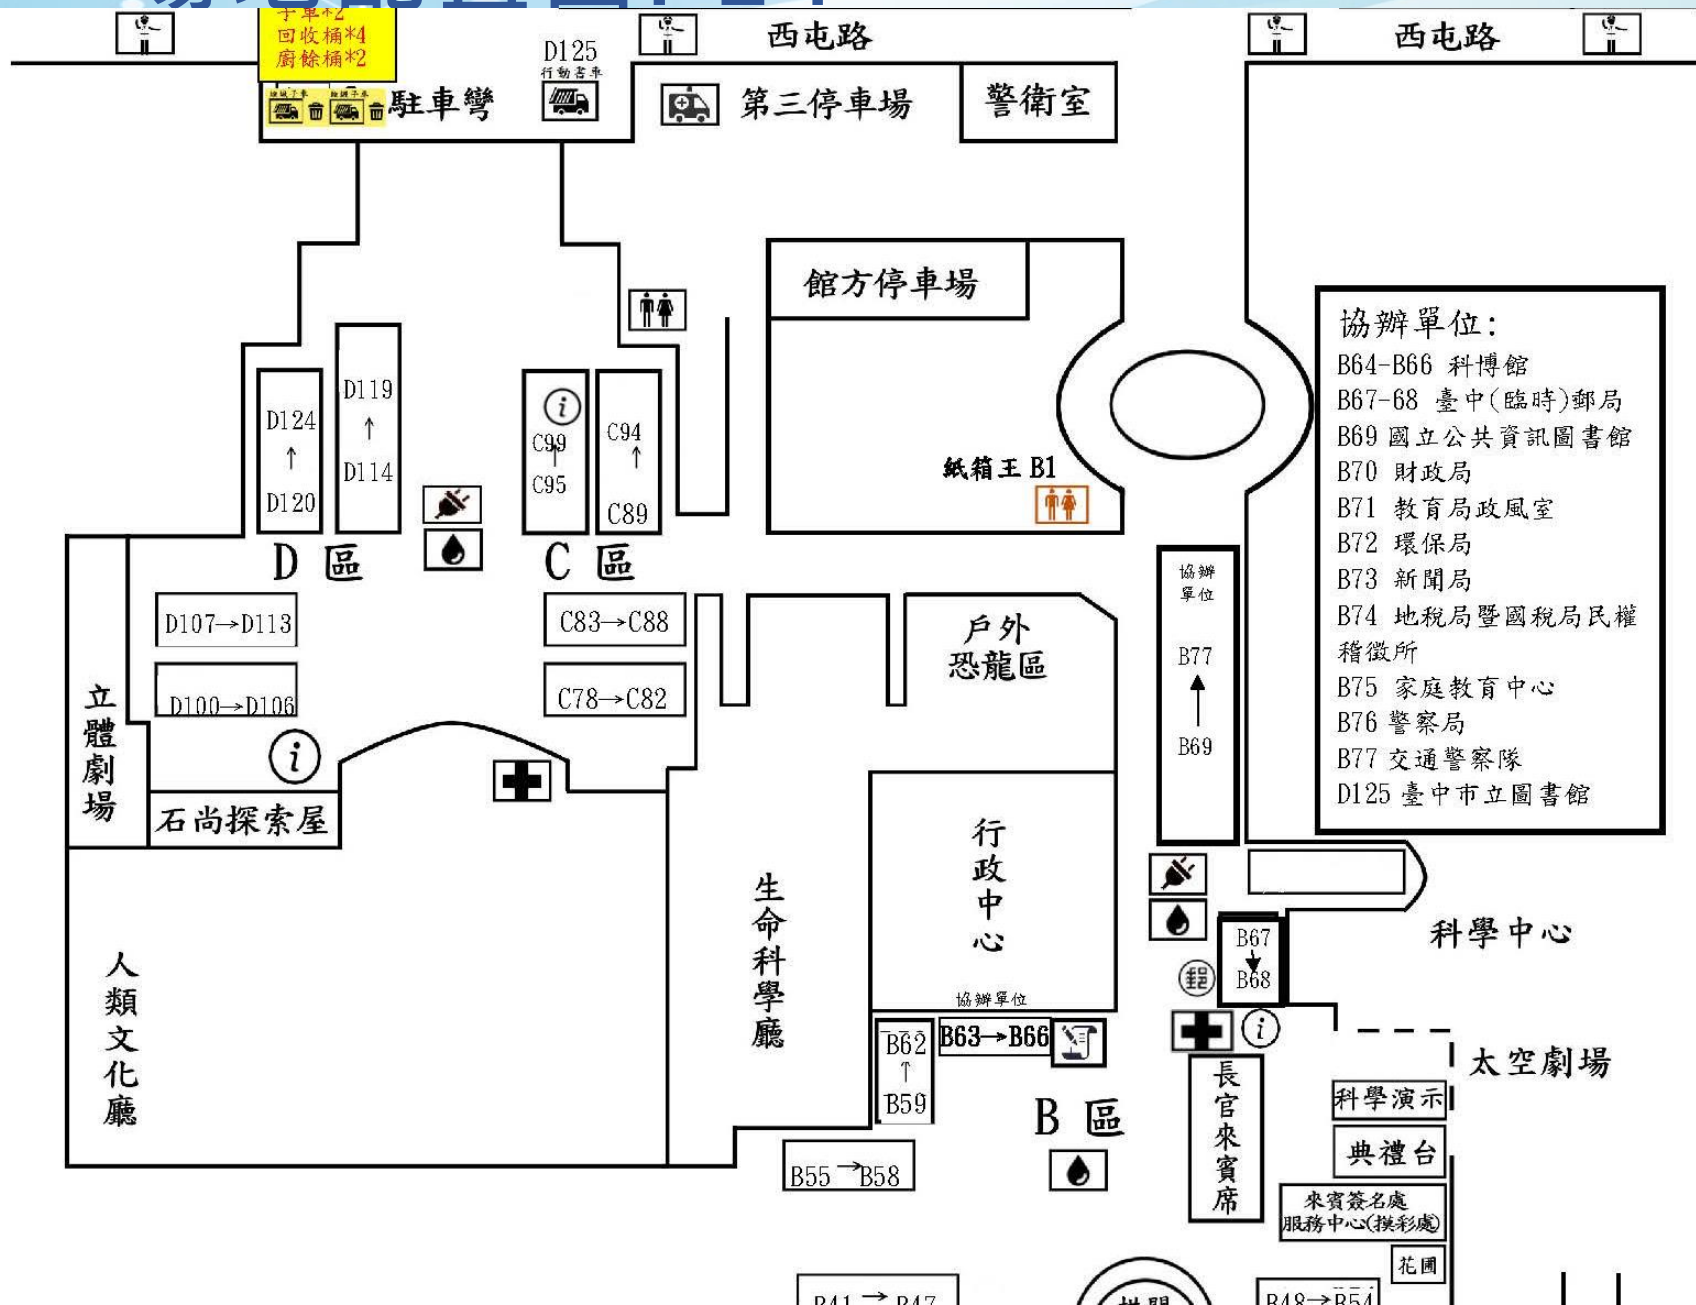 子車*2
回收桶*4
廚餘桶*2
D125
行動書車
西屯路
西屯路
駐車彎
第三停車場
警衛室
館方停車場
協辦單位:
B64-B66 科博館
B67-68 臺中(臨時)郵局
B69 國立公共資訊圖書館
B70 財政局
B71 教育局政風室
B72 環保局
B73 新聞局
B74 地稅局暨國稅局民權
稽徵所
B75 家庭教育中心
B76 警察局
B77 交通警察隊
D125 臺中市立圖書館
D124
↑
D120
D119
↑
D114
C99
↑
C95
C94
↑
C89
紙箱王 B1
D 區
C 區
D107→D113
D100→D106
C83→C88
C78→C82
戶外
恐龍區
協辦
單位
B77
↑
B69
立體劇場
石尚探索屋
人類文化廳
生命科學廳
行政中心
協辦單位
B62
↑
B59
B63→B66
B 區
B55→B58
B67
↓
B68
郵
科學中心
太空劇場
長官來賓席
科學演示
典禮台
來賓簽名處
服務中心(摸彩處)
花圃
B41→B47
B48→B54